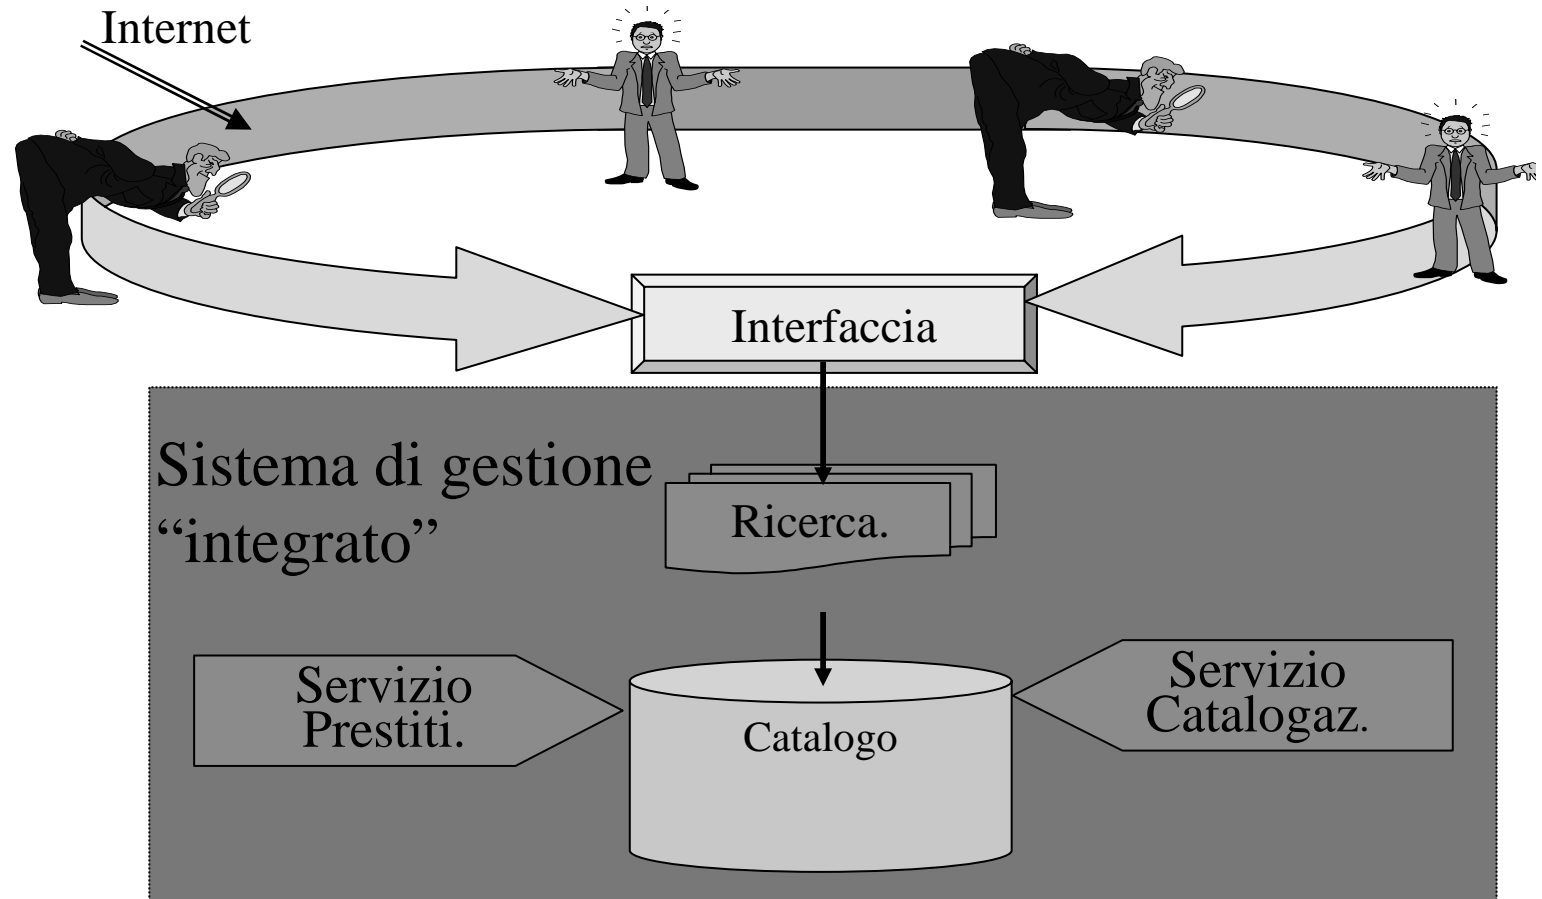 Internet
Interfaccia
Sistema di gestione
“integrato”
Ricerca.
Servizio
Prestiti.
Catalogo
Servizio
Catalogaz.